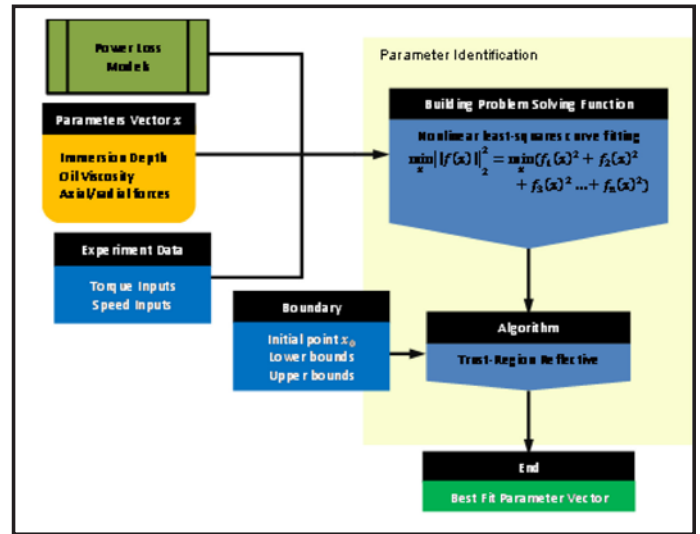 Power Loss
Models
Parameters Vector x
Immersion Depth
Oil Viscosity
Axial/radial forces
Experiment Data
Torque Inputs
Speed Inputs
Parameter Identification
Building Problem Solving Function
Nonlinear least-squares curve fitting
min x ||f(x)||₂² = min x (f₁(x)² + f₂(x)²
+ f₃(x)² ... + fₙ(x)²)
Boundary
Initial point x₀
Lower bounds
Upper bounds
Algorithm
Trust-Region Reflective
End
Best Fit Parameter Vector